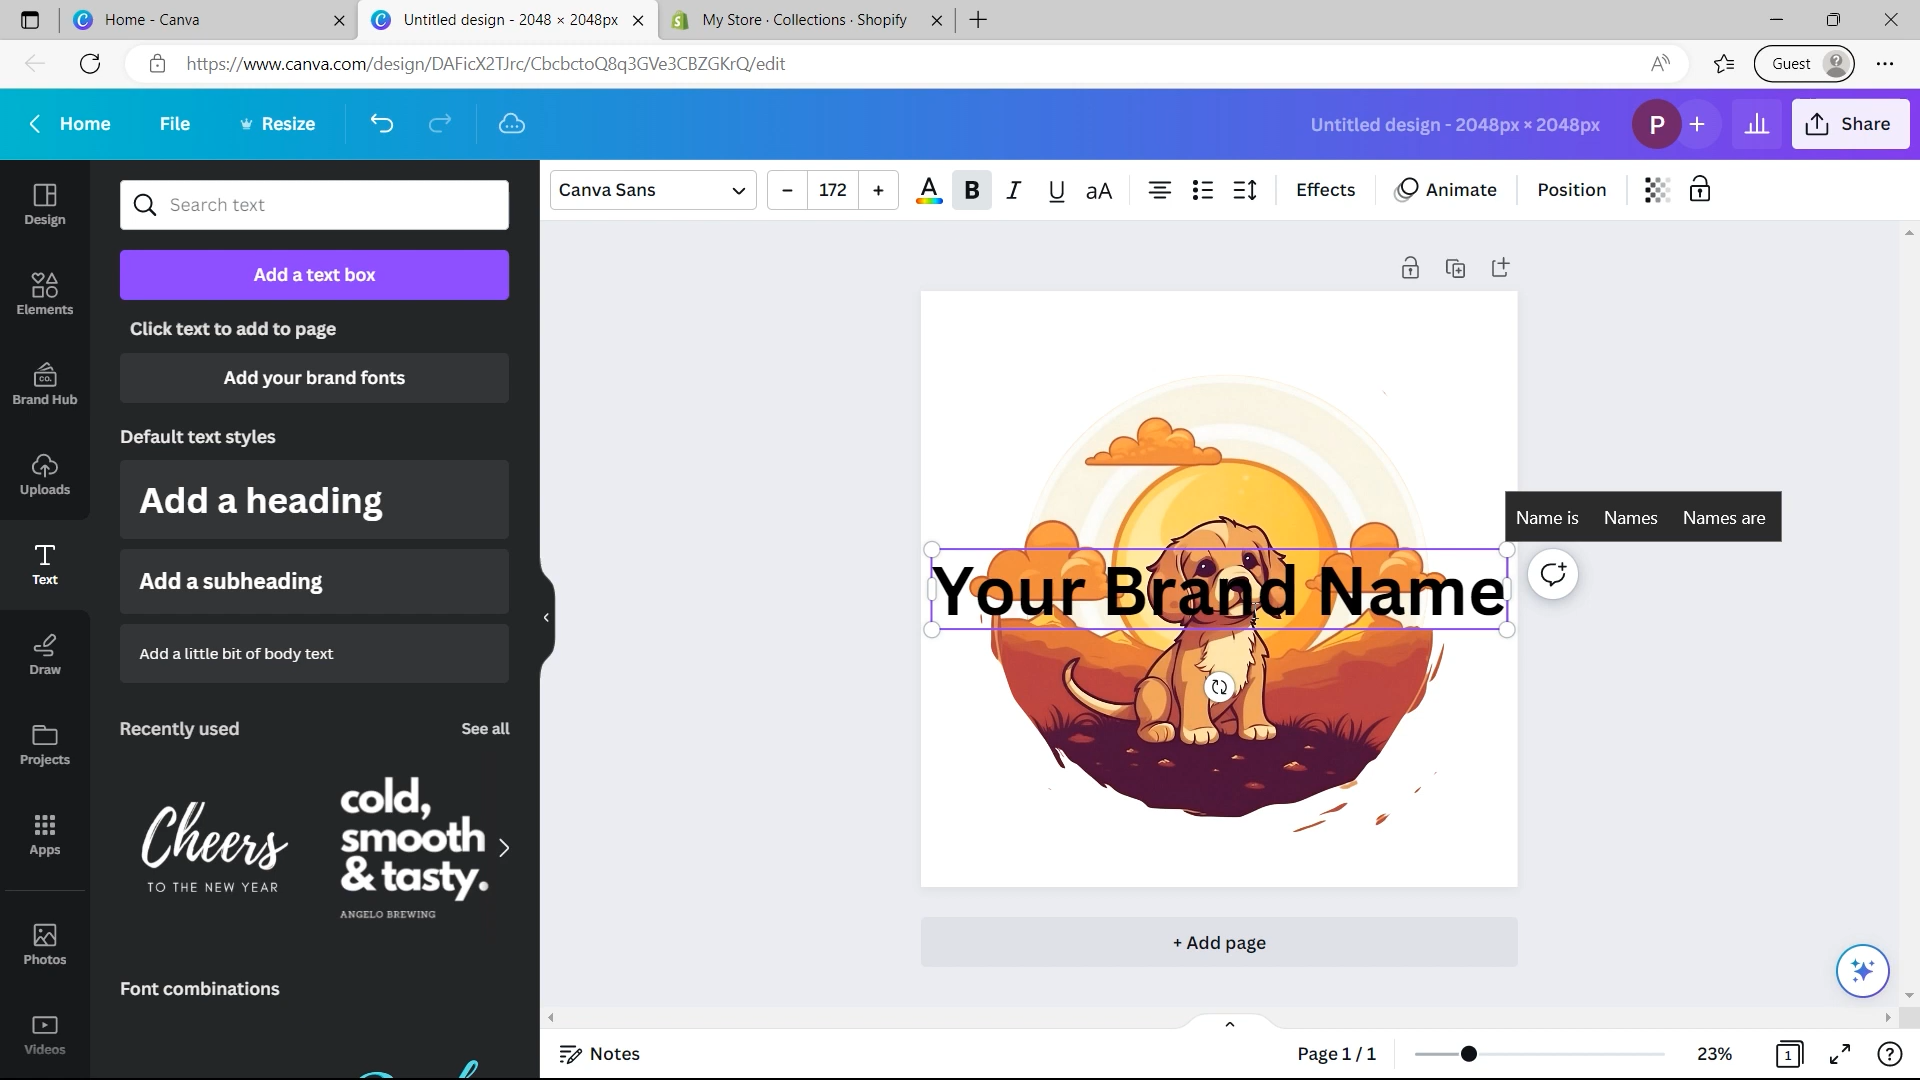 Home - Canva
Untitled design - 2048 × 2048px
My Store · Collections · Shopify
https://www.canva.com/design/DAFicX2TJrc/CbcbctoQ8q3GVe3CBZGKrQ/edit
Guest
Home
File
Resize
Untitled design - 2048px × 2048px
P
Share
Canva Sans
172
B
I
U
aA
Effects
Animate
Position
Design
Elements
Brand Hub
Uploads
Text
Draw
Projects
Apps
Photos
Videos
Search text
Add a text box
Click text to add to page
Add your brand fonts
Default text styles
Add a heading
Add a subheading
Add a little bit of body text
Recently used
See all
Cheers
TO THE NEW YEAR
cold,
smooth
& tasty.
ANGELO BREWING
Font combinations
Name is Names Names are
Your Brand Name
+ Add page
Notes
Page 1 / 1
23%
1